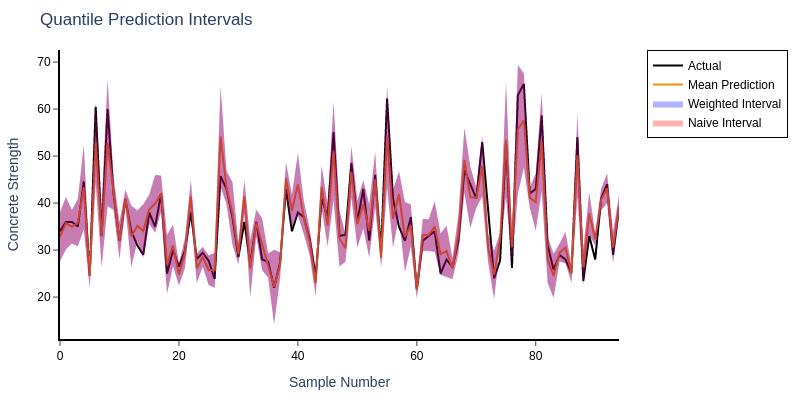 Quantile Prediction Intervals
70
60
50
40
30
20
0
20
40
60
80
Concrete Strength
Sample Number
Actual
Mean Prediction
Weighted Interval
Naive Interval